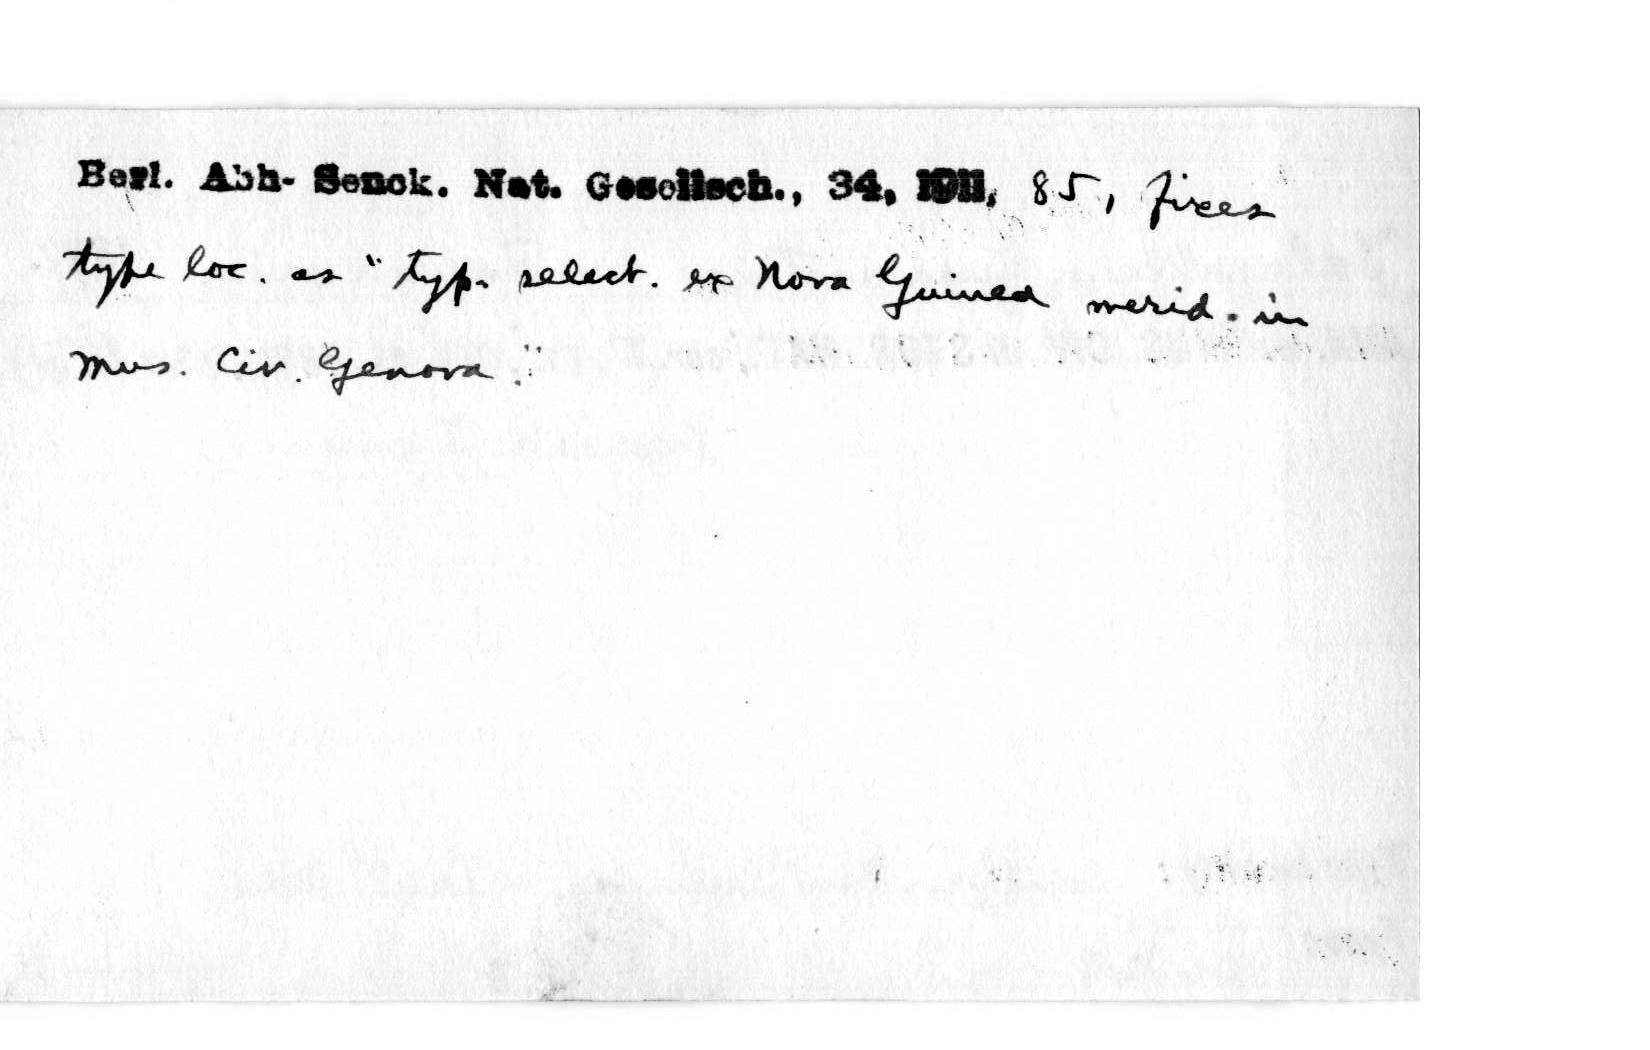 Berl. Abh. Senck. Nat. Gesellsch., 34, 1911, 85, fixes
type loc. as "typ. select. ex Nova Guinea merid. in
Mus. Civ. Genova."